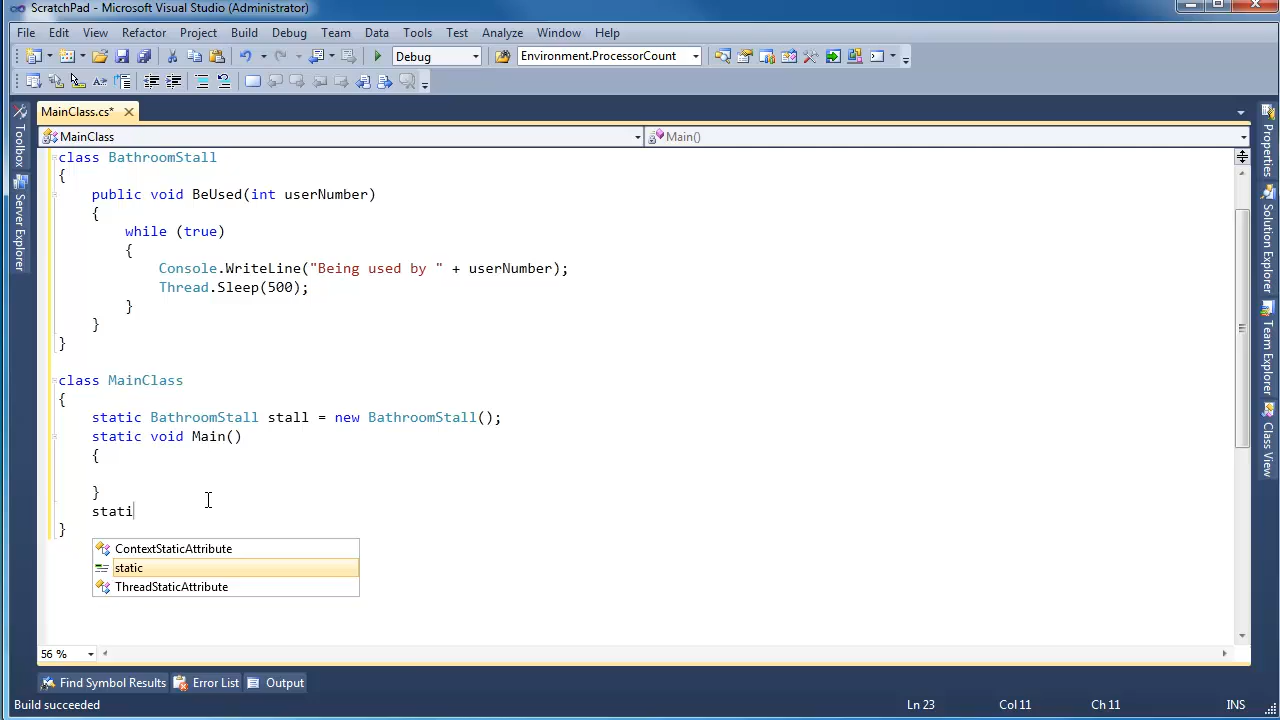 ScratchPad - Microsoft Visual Studio (Administrator)
File Edit View Refactor Project Build Debug Team Data Tools Test Analyze Window Help
Debug Environment.ProcessorCount
MainClass.cs*
MainClass Main()
Toolbox
Server Explorer
class BathroomStall
{
public void BeUsed(int userNumber)
{
while (true)
{
Console.WriteLine("Being used by " + userNumber);
Thread.Sleep(500);
}
}
}
class MainClass
{
static BathroomStall stall = new BathroomStall();
static void Main()
{
}
stati
}
ContextStaticAttribute
static
ThreadStaticAttribute
Properties
Solution Explorer
Team Explorer
Class View
56 %
Find Symbol Results Error List Output
Build succeeded Ln 23 Col 11 Ch 11 INS